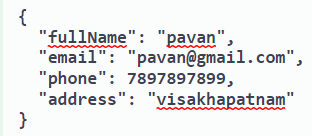 {
"fullName": "pavan",
"email": "pavan@gmail.com",
"phone": 7897897899,
"address": "visakhapatnam"
}